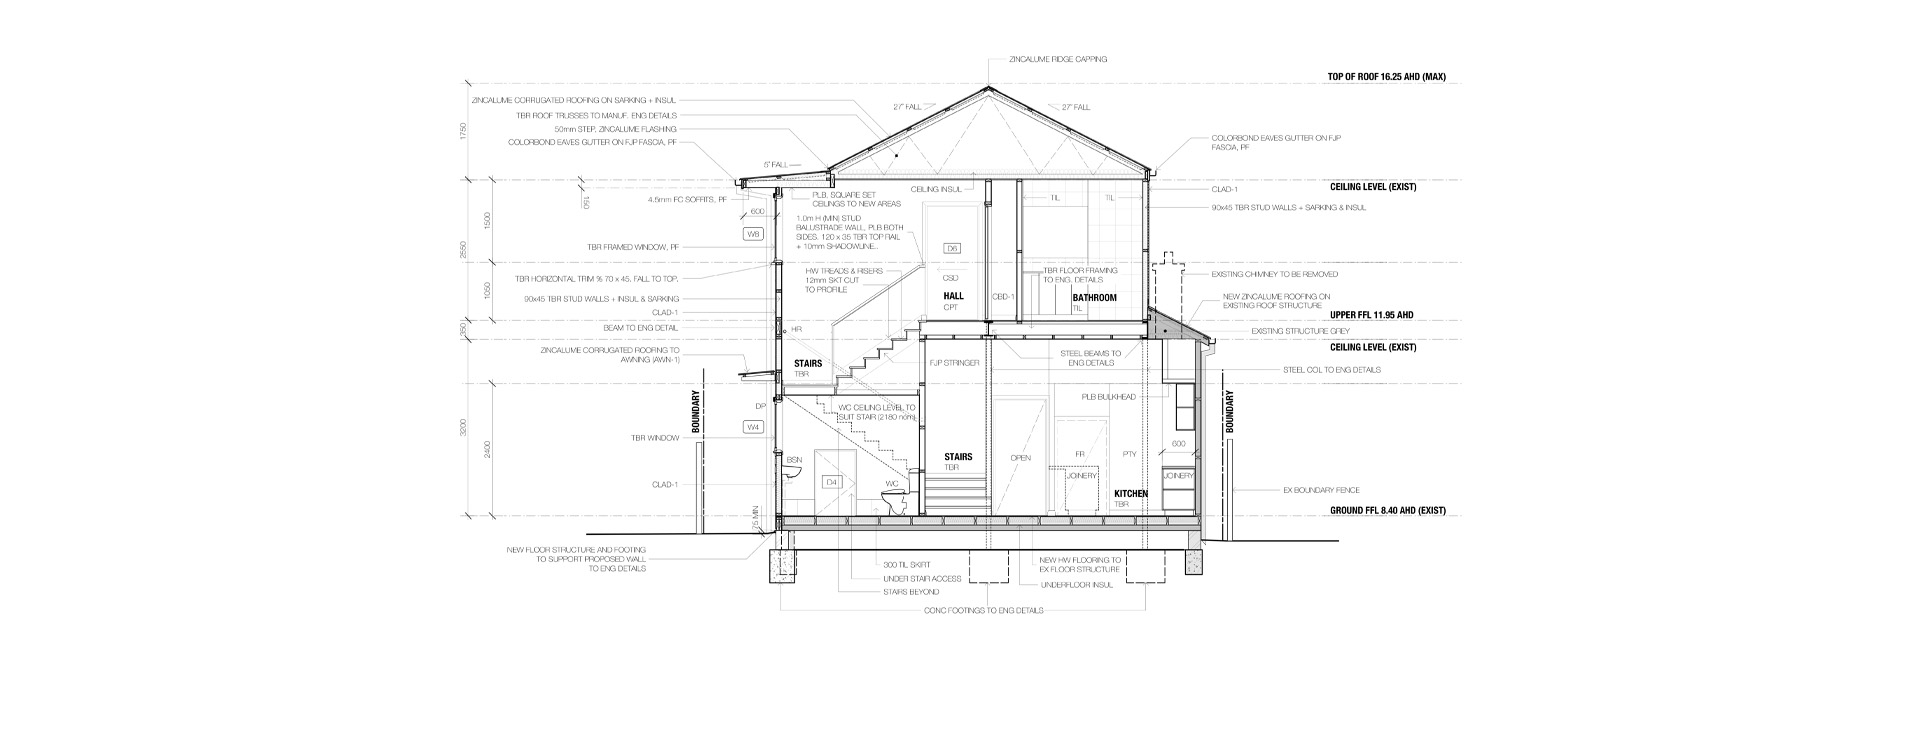 ZINCALUME RIDGE CAPPING
TOP OF ROOF 16.25 AHD (MAX)
ZINCALUME CORRUGATED ROOFING ON SARKING + INSUL
27° FALL
27° FALL
TBR ROOF TRUSSES TO MANUF. ENG DETAILS
1750
50mm STEP, ZINCALUME FLASHING
COLORBOND EAVES GUTTER ON FJP FASCIA, PF
COLORBOND EAVES GUTTER ON FJP
FASCIA, PF
5° FALL
CEILING LEVEL (EXIST)
CEILING INSUL
CLAD-1
150
4.5mm FC SOFFITS, PF
PLB, SQUARE SET
CEILINGS TO NEW AREAS
TIL
TIL
90x45 TBR STUD WALLS + SARKING & INSUL
600
1500
1.0m H (MIN) STUD
BALUSTRADE WALL, PLB BOTH
SIDES. 120 x 35 TBR TOP RAIL
+ 10mm SHADOWLINE..
W8
2550
TBR FRAMED WINDOW, PF
D6
HW TREADS & RISERS
12mm SKT CUT
TO PROFILE
TBR FLOOR FRAMING
TO ENG. DETAILS
EXISTING CHIMNEY TO BE REMOVED
TBR HORIZONTAL TRIM % 70 x 45. FALL TO TOP.
CSD
1050
90x45 TBR STUD WALLS + INSUL & SARKING
HALL
CPT
CBD-1
BATHROOM
TIL
NEW ZINCALUME ROOFING ON
EXISTING ROOF STRUCTURE
CLAD-1
UPPER FFL 11.95 AHD
350
BEAM TO ENG DETAIL
HR
EXISTING STRUCTURE GREY
CEILING LEVEL (EXIST)
ZINCALUME CORRUGATED ROOFING TO
AWNING (AWN-1)
STAIRS
TBR
FJP STRINGER
STEEL BEAMS TO
ENG DETAILS
STEEL COL TO ENG DETAILS
BOUNDARY
DP
WC CEILING LEVEL TO
SUIT STAIR (2180 nom)
PLB BULKHEAD
BOUNDARY
3200
2400
W4
TBR WINDOW
600
BSN
STAIRS
TBR
OPEN
FR
PTY
CLAD-1
D4
WC
JOINERY
JOINERY
KITCHEN
TBR
EX BOUNDARY FENCE
75 MIN
GROUND FFL 8.40 AHD (EXIST)
NEW FLOOR STRUCTURE AND FOOTING
TO SUPPORT PROPOSED WALL
TO ENG DETAILS
300 TIL SKIRT
NEW HW FLOORING TO
EX FLOOR STRUCTURE
UNDER STAIR ACCESS
UNDERFLOOR INSUL
STAIRS BEYOND
CONC FOOTINGS TO ENG DETAILS